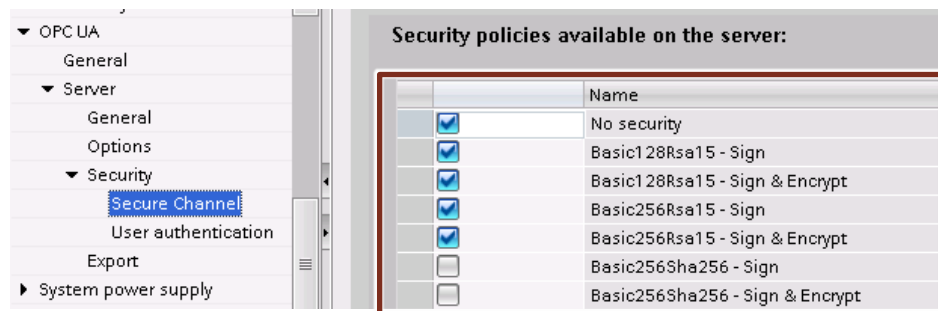 OPC UA
General
Server
General
Options
Security
Secure Channel
User authentication
Export
System power supply
Security policies available on the server:
Name
No security
Basic128Rsa15 - Sign
Basic128Rsa15 - Sign & Encrypt
Basic256Rsa15 - Sign
Basic256Rsa15 - Sign & Encrypt
Basic256Sha256 - Sign
Basic256Sha256 - Sign & Encrypt